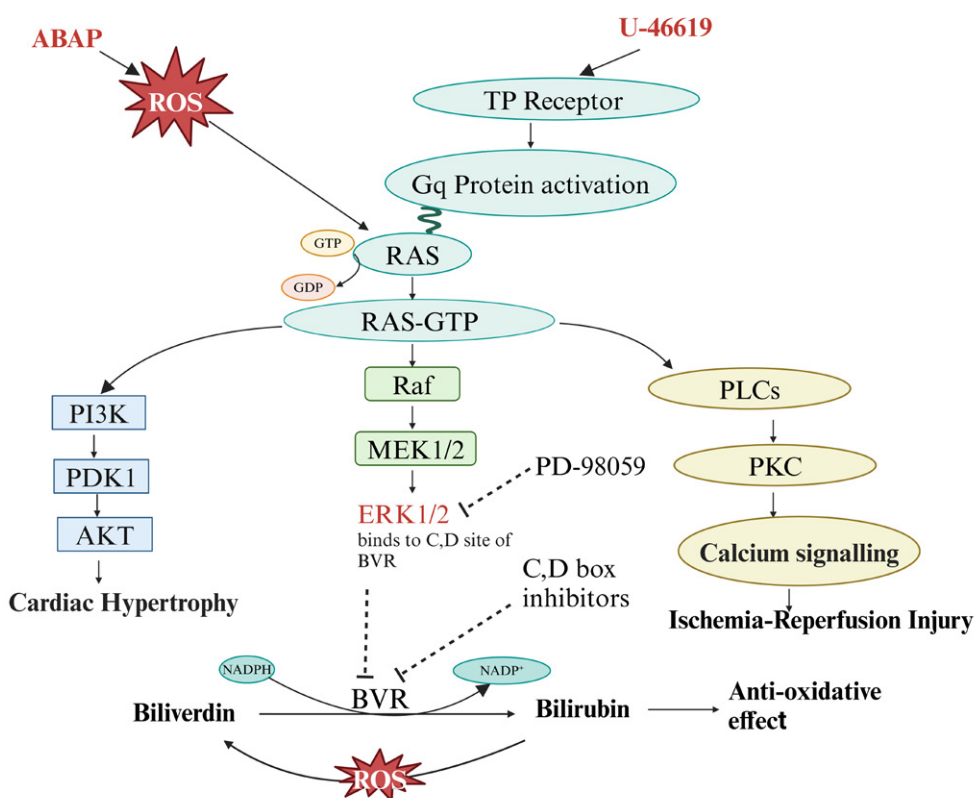 ABAP
U-46619
ROS
TP Receptor
Gq Protein activation
GTP
RAS
GDP
RAS-GTP
PI3K
Raf
PLCs
PDK1
MEK1/2
PKC
PD-98059
AKT
ERK1/2
binds to C,D site of
BVR
Calcium signalling
C,D box
inhibitors
Cardiac Hypertrophy
Ischemia-Reperfusion Injury
NADPH
NADP⁺
BVR
Biliverdin
Bilirubin
Anti-oxidative
effect
ROS